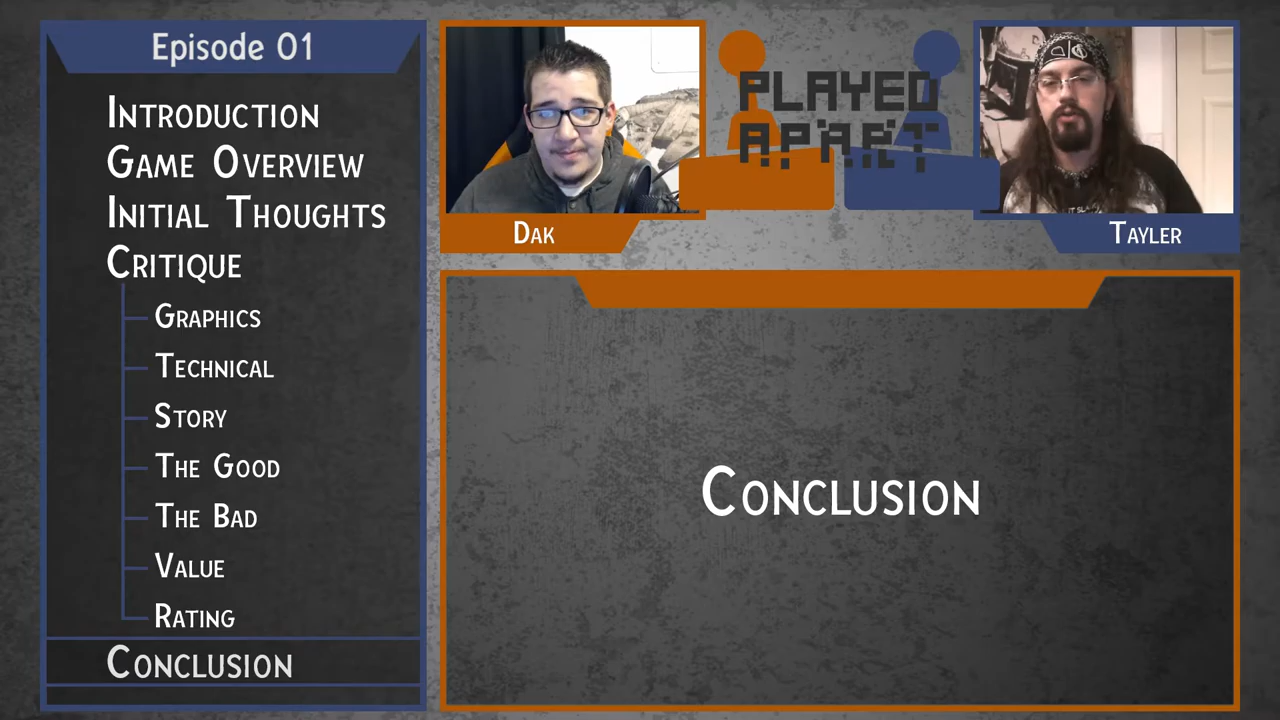 Episode 01
Introduction
Game Overview
Initial Thoughts
Critique
Graphics
Technical
Story
The Good
The Bad
Value
Rating
Conclusion
PLAYED
APART
Dak
Tayler
Conclusion